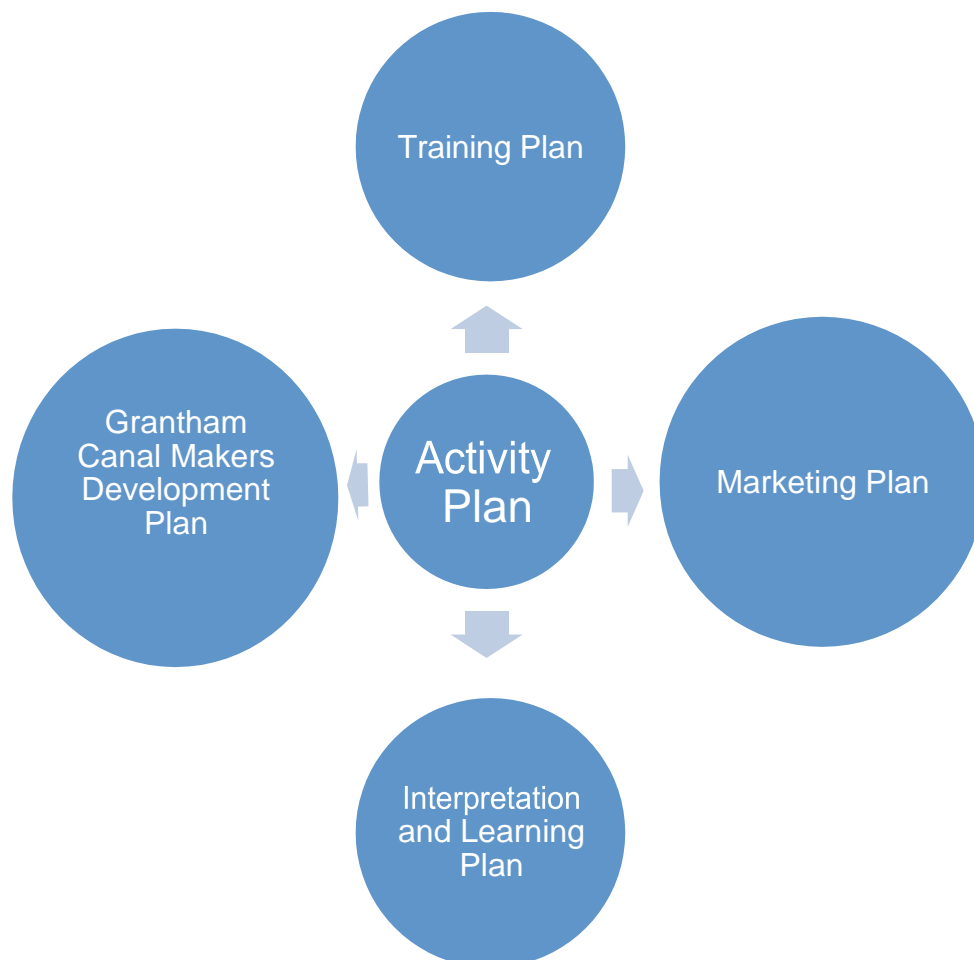 Training Plan
Grantham
Canal Makers
Development
Plan
Activity
Plan
Marketing Plan
Interpretation
and Learning
Plan